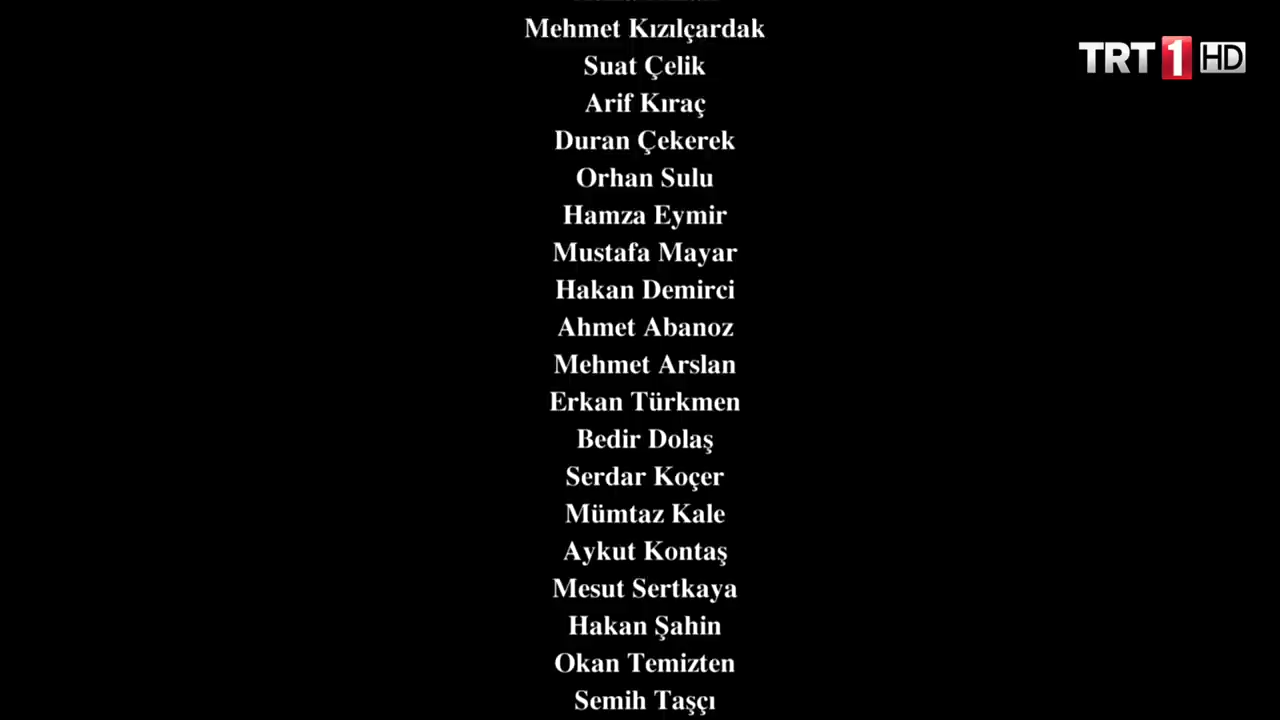 Mehmet Kızılçardak
TRT 1 HD
Suat Çelik
Arif Kıraç
Duran Çekerek
Orhan Sulu
Hamza Eymir
Mustafa Mayar
Hakan Demirci
Ahmet Abanoz
Mehmet Arslan
Erkan Türkmen
Bedir Dolaş
Serdar Koçer
Mümtaz Kale
Aykut Kontaş
Mesut Sertkaya
Hakan Şahin
Okan Temizten
Semih Taşçı